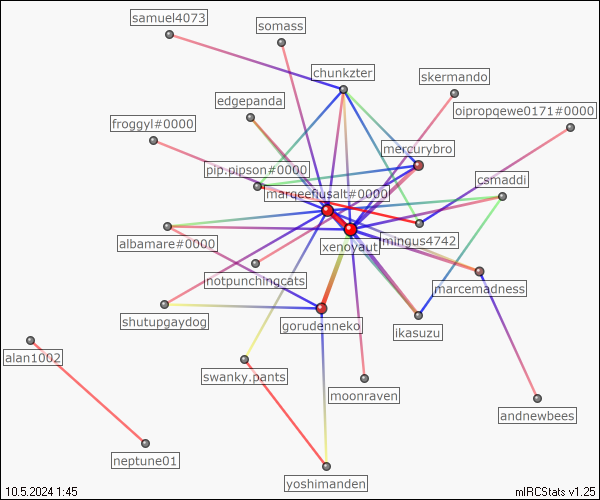 samuel4073
somass
chunkzter
skermando
edgepanda
oipropqewe0171#0000
froggyl#0000
mercurybro
pip.pipson#0000
csmaddi
marqeeflusalt#0000
albamare#0000
xenoyaut
mingus4742
notpunchingcats
marcemadness
shutupgaydog
gorudenneko
ikasuzu
alan1002
swanky.pants
moonraven
andnewbees
neptune01
yoshimanden
10.5.2024 1:45
mIRCStats v1.25